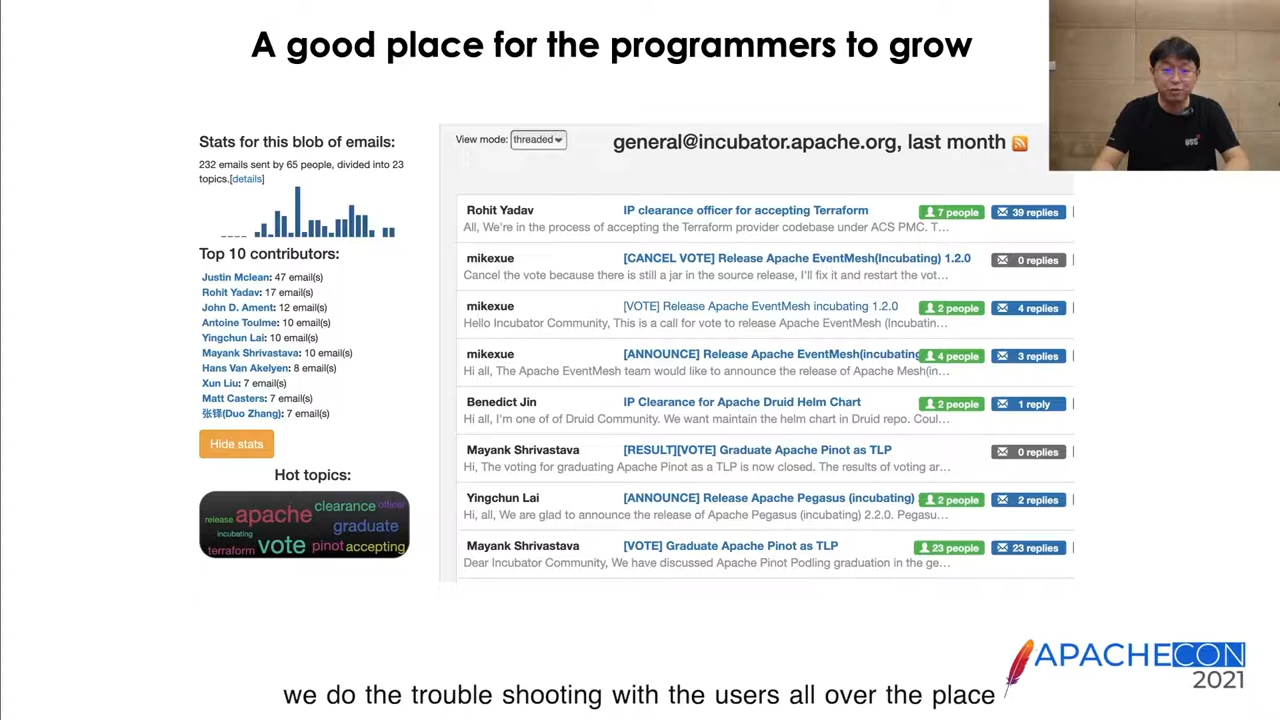 A good place for the programmers to grow
Stats for this blob of emails:
232 emails sent by 65 people, divided into 23
topics.[details]
Top 10 contributors:
Justin Mclean: 47 email(s)
Rohit Yadav: 17 email(s)
John D. Ament: 12 email(s)
Antoine Toulme: 10 email(s)
Yingchun Lai: 10 email(s)
Mayank Shrivastava: 10 email(s)
Hans Van Akelyen: 8 email(s)
Xun Liu: 7 email(s)
Matt Casters: 7 email(s)
张铎(Duo Zhang): 7 email(s)
Hide stats
Hot topics:
clearance officer
release apache
graduate
incubating
terraform vote pinot accepting
View mode: threaded
general@incubator.apache.org, last month
Rohit Yadav IP clearance officer for accepting Terraform 7 people 39 replies
All, We're in the process of accepting the Terraform provider codebase under ACS PMC. T…
mikexue [CANCEL VOTE] Release Apache EventMesh(Incubating) 1.2.0 0 replies
Cancel the vote because there is still a jar in the source release, I'll fix it and restart the vot…
mikexue [VOTE] Release Apache EventMesh incubating 1.2.0 2 people 4 replies
Hello Incubator Community, This is a call for vote to release Apache EventMesh (Incubatin…
mikexue [ANNOUNCE] Release Apache EventMesh(incubating 4 people 3 replies
Hi all, The Apache EventMesh team would like to announce the release of Apache Mesh(in…
Benedict Jin IP Clearance for Apache Druid Helm Chart 2 people 1 reply
Hi all, I'm one of of Druid Community. We want maintain the helm chart in Druid repo. Coul…
Mayank Shrivastava [RESULT][VOTE] Graduate Apache Pinot as TLP 0 replies
Hi, The voting for graduating Apache Pinot as a TLP is now closed. The results of voting ar…
Yingchun Lai [ANNOUNCE] Release Apache Pegasus (incubating) 2 people 2 replies
Hi, all, We are glad to announce the release of Apache Pegasus (incubating) 2.2.0. Pegasu…
Mayank Shrivastava [VOTE] Graduate Apache Pinot as TLP 23 people 23 replies
Dear Incubator Community, We have discussed Apache Pinot Podling graduation in the ge…
APACHECON
2021
we do the trouble shooting with the users all over the place